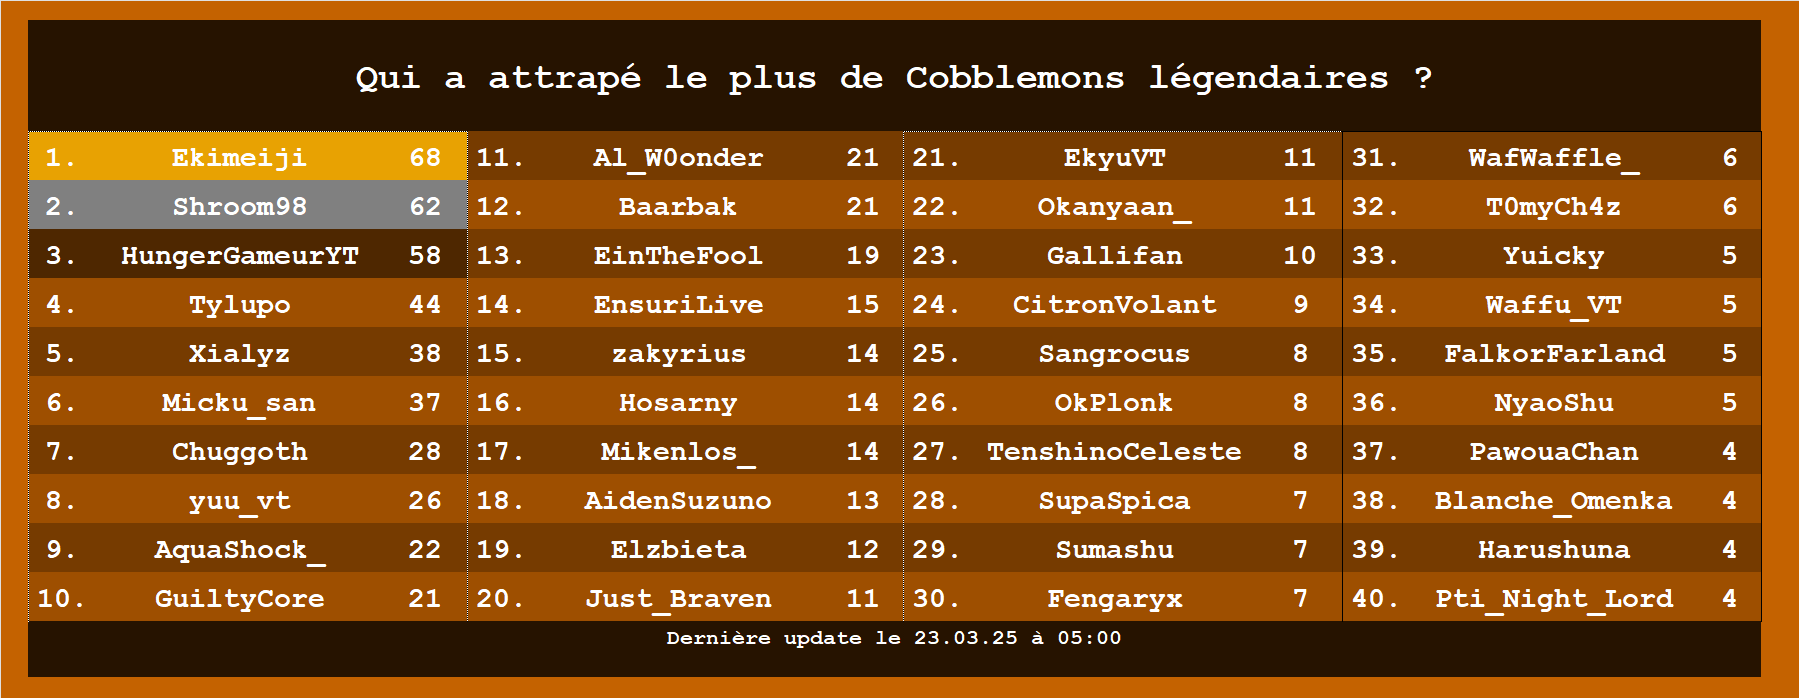 Qui a attrapé le plus de Cobblemons légendaires ?
1. Ekimeiji 68
2. Shroom98 62
3. HungerGameurYT 58
4. Tylupo 44
5. Xialyz 38
6. Micku_san 37
7. Chuggoth 28
8. yuu_vt 26
9. AquaShock_ 22
10. GuiltyCore 21
11. Al_W0onder 21
12. Baarbak 21
13. EinTheFool 19
14. EnsuriLive 15
15. zakyrius 14
16. Hosarny 14
17. Mikenlos_ 14
18. AidenSuzuno 13
19. Elzbieta 12
20. Just_Braven 11
21. EkyuVT 11
22. Okanyaan_ 11
23. Gallifan 10
24. CitronVolant 9
25. Sangrocus 8
26. OkPlonk 8
27. TenshinoCeleste 8
28. SupaSpica 7
29. Sumashu 7
30. Fengaryx 7
31. WafWaffle_ 6
32. T0myCh4z 6
33. Yuicky 5
34. Waffu_VT 5
35. FalkorFarland 5
36. NyaoShu 5
37. PawouaChan 4
38. Blanche_Omenka 4
39. Harushuna 4
40. Pti_Night_Lord 4
Dernière update le 23.03.25 à 05:00